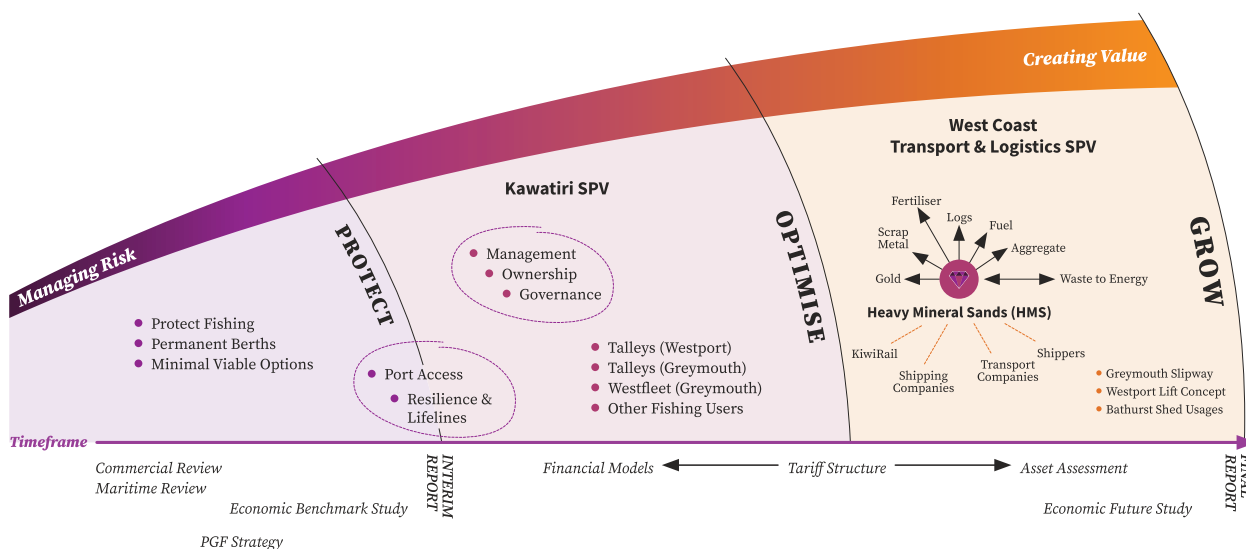 Creating Value
Managing Risk
PROTECT
OPTIMISE
GROW
Protect Fishing
Permanent Berths
Minimal Viable Options
Port Access
Resilience &
Lifelines
Kawatiri SPV
Management
Ownership
Governance
Talleys (Westport)
Talleys (Greymouth)
Westfleet (Greymouth)
Other Fishing Users
West Coast
Transport & Logistics SPV
Fertiliser
Logs
Fuel
Scrap
Metal
Aggregate
Gold
Waste to Energy
Heavy Mineral Sands (HMS)
KiwiRail
Shipping
Companies
Transport
Companies
Shippers
Greymouth Slipway
Westport Lift Concept
Bathurst Shed Usages
Timeframe
Commercial Review
Maritime Review
Economic Benchmark Study
PGF Strategy
INTERIM
REPORT
Financial Models
Tariff Structure
Asset Assessment
Economic Future Study
FINAL
REPORT